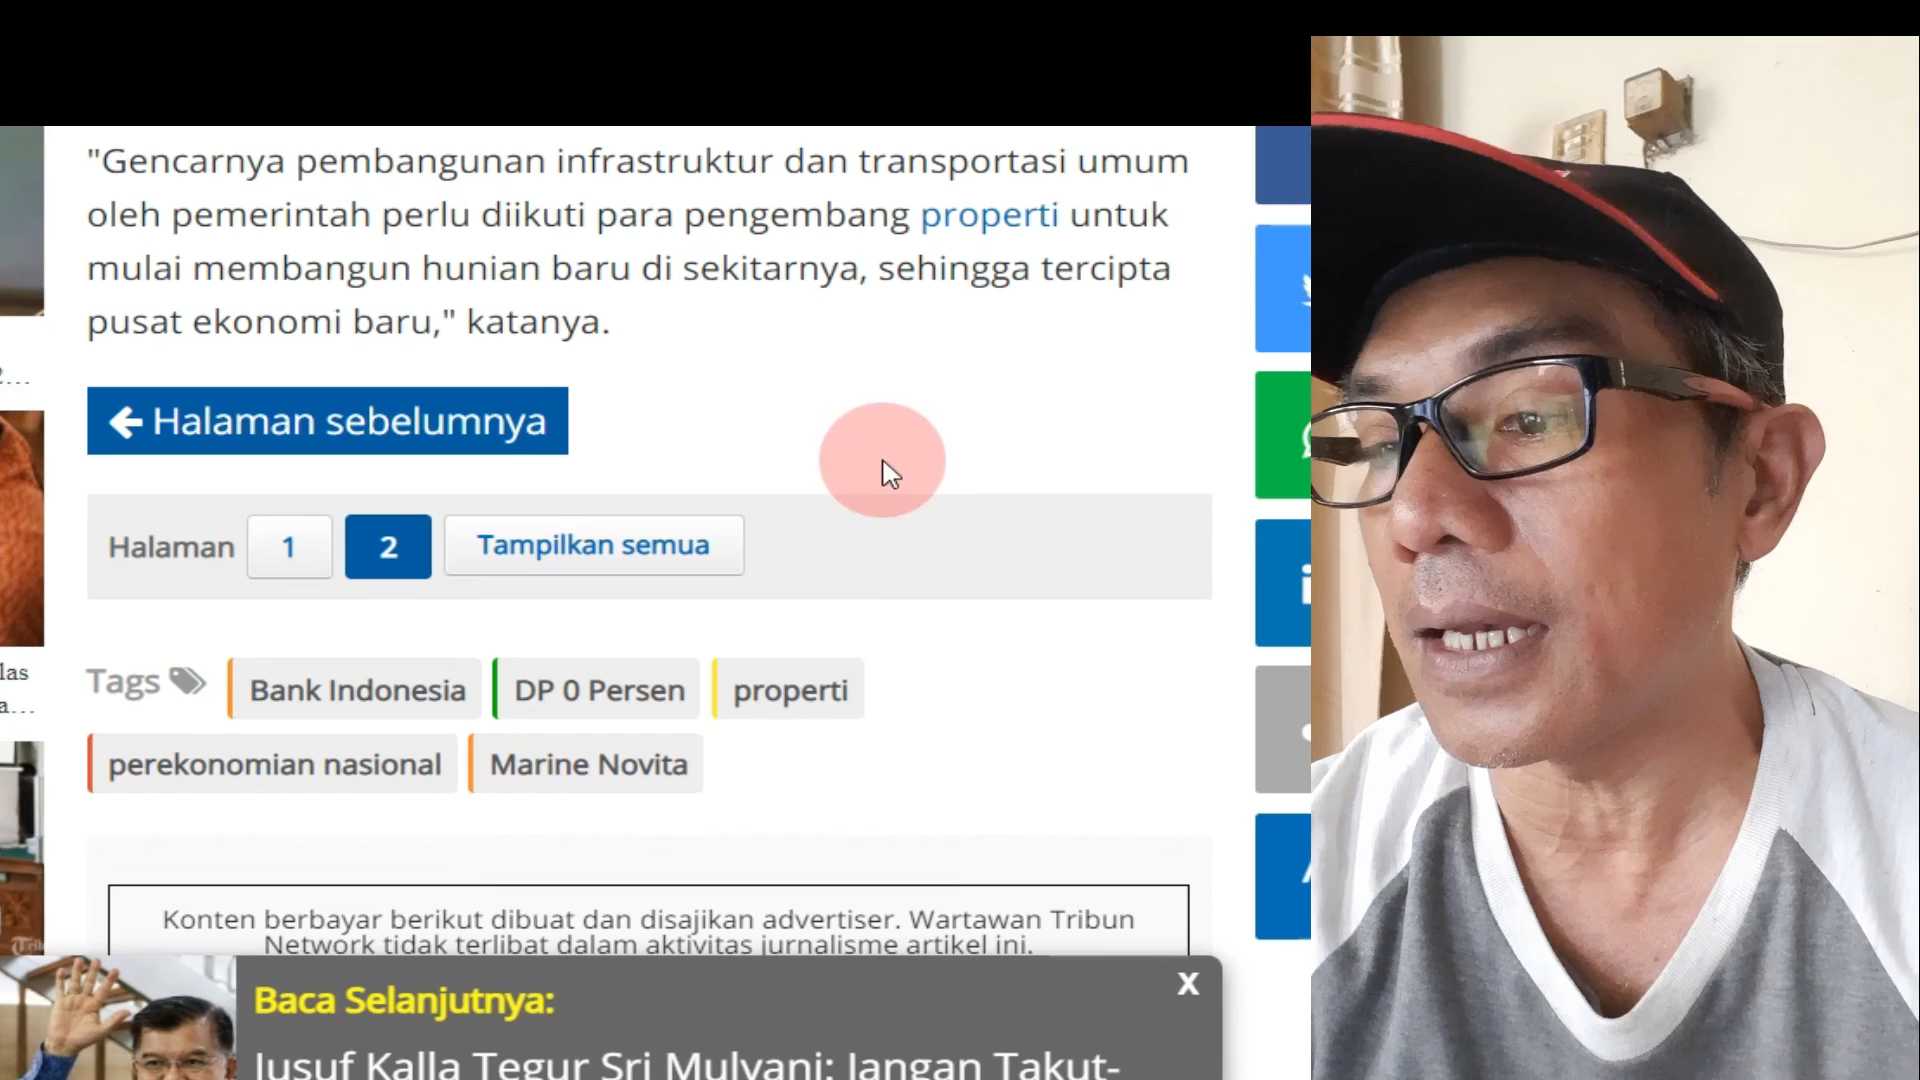 "Gencarnya pembangunan infrastruktur dan transportasi umum
oleh pemerintah perlu diikuti para pengembang properti untuk
mulai membangun hunian baru di sekitarnya, sehingga tercipta
pusat ekonomi baru," katanya.
Halaman sebelumnya
Halaman 1 2 Tampilkan semua
Tags Bank Indonesia DP 0 Persen properti
perekonomian nasional Marine Novita
Konten berbayar berikut dibuat dan disajikan advertiser. Wartawan Tribun
Network tidak terlibat dalam aktivitas jurnalisme artikel ini.
Baca Selanjutnya: X
Jusuf Kalla Tegur Sri Mulyani: Jangan Takut-